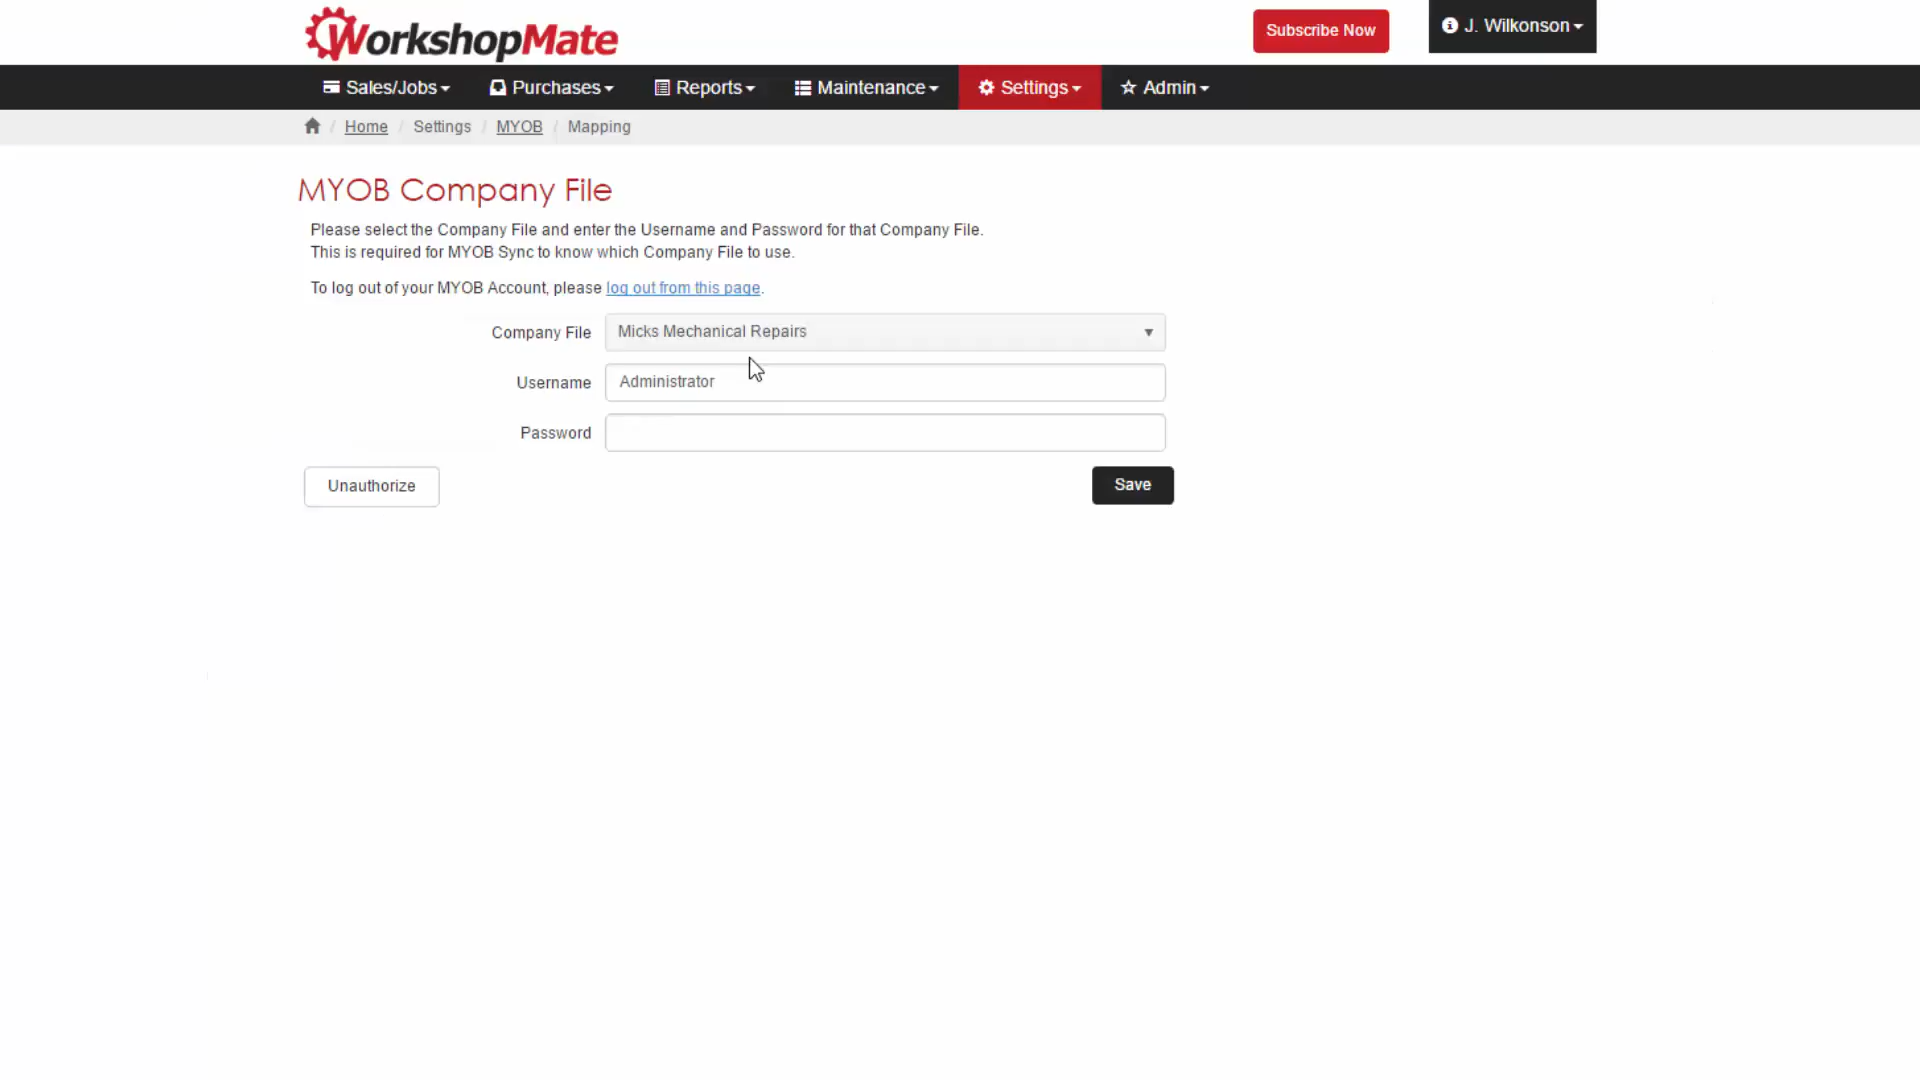 WorkshopMate
Subscribe Now
J. Wilkonson
Sales/Jobs Purchases Reports Maintenance Settings Admin
/ Home / Settings / MYOB / Mapping
MYOB Company File
Please select the Company File and enter the Username and Password for that Company File.
This is required for MYOB Sync to know which Company File to use.
To log out of your MYOB Account, please log out from this page.
Company File Micks Mechanical Repairs
Username Administrator
Password
Unauthorize Save